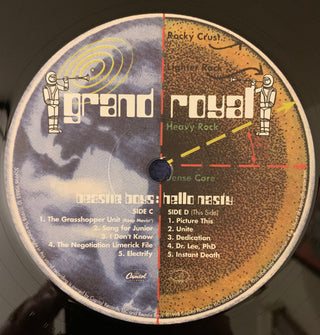 Rocky Crust
Lighter Rock
grand royal
Heavy Rock
Dense Core
beastie boys: hello nasty
SIDE C
1. The Grasshopper Unit (Keep Movin')
2. Song for Junior
3. I Don't Know
4. The Negotiation Limerick File
5. Electrify
SIDE D (This Side)
1. Picture This
2. Unite
3. Dedication
4. Dr. Lee, PhD
5. Instant Death
Capitol